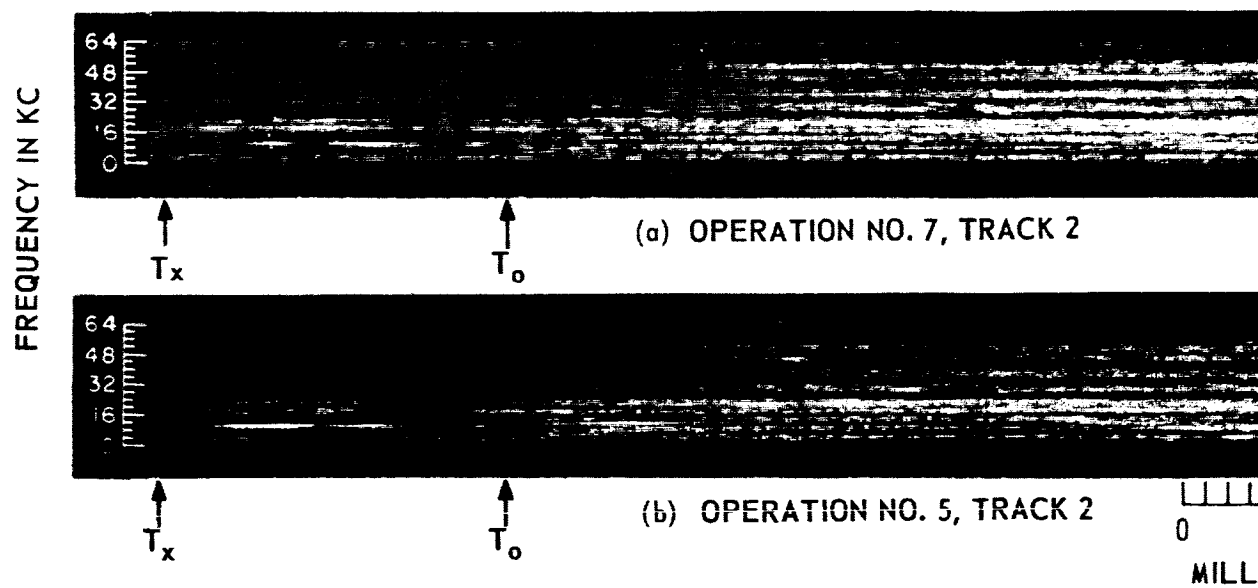 FREQUENCY IN KC
64
48
32
16
0
Tx
To
(a) OPERATION NO. 7, TRACK 2
64
48
32
16
Tx
To
(b) OPERATION NO. 5, TRACK 2
0
MILL